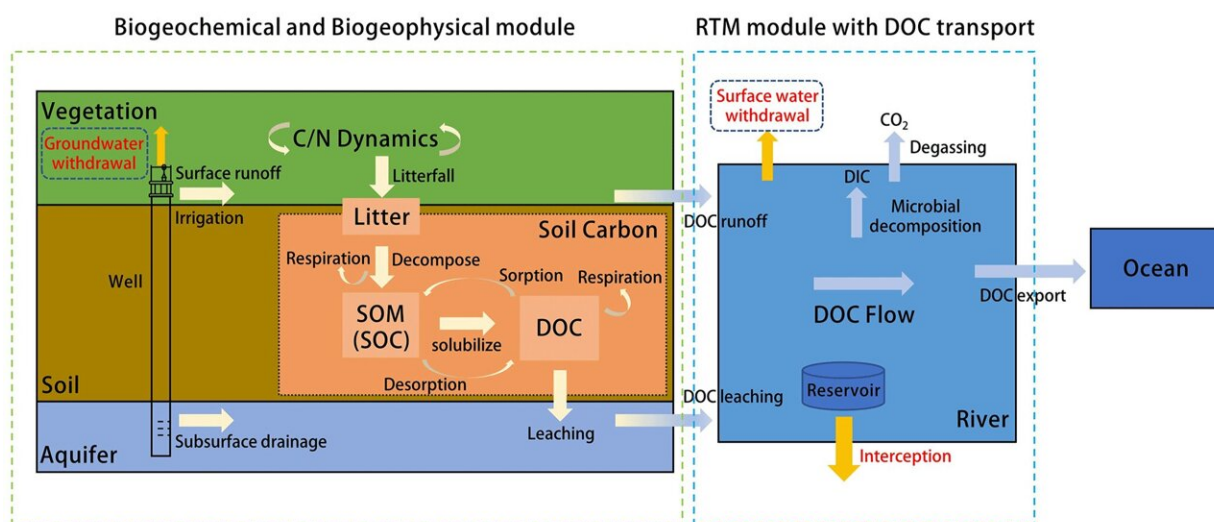 Biogeochemical and Biogeophysical module
RTM module with DOC transport
Vegetation
Groundwater
withdrawal
Surface runoff
Irrigation
C/N Dynamics
Litterfall
Litter
Soil Carbon
Respiration
Decompose
Sorption
Respiration
Well
SOM
(SOC)
solubilize
DOC
Desorption
Soil
Leaching
Aquifer
Subsurface drainage
DOC runoff
DOC leaching
Surface water
withdrawal
CO2
Degassing
DIC
Microbial
decomposition
DOC Flow
DOC export
Ocean
Reservoir
River
Interception